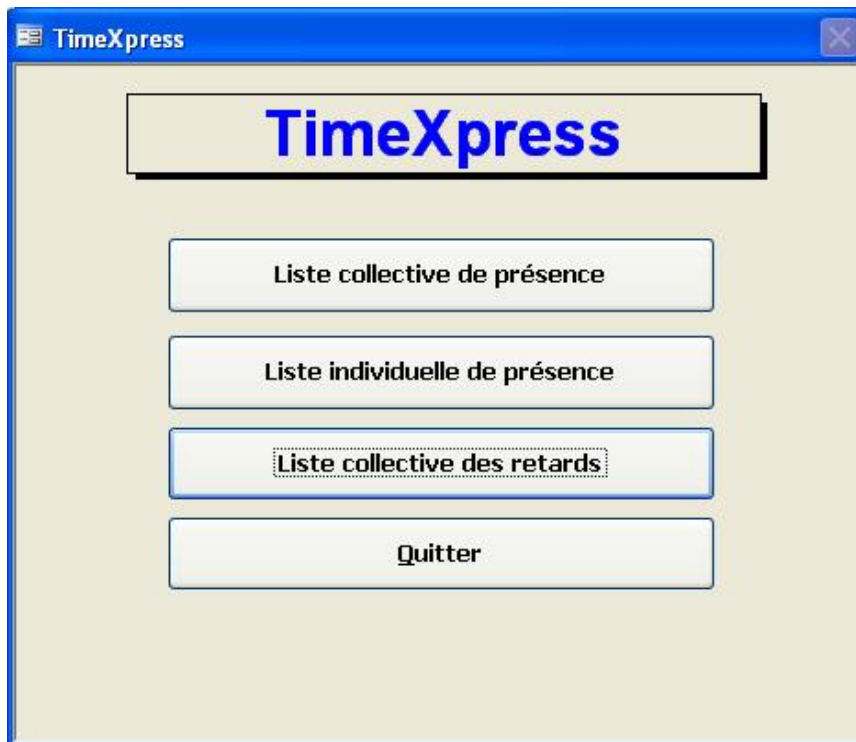 TimeXpress
TimeXpress
Liste collective de présence
Liste individuelle de présence
Liste collective des retards
Quitter